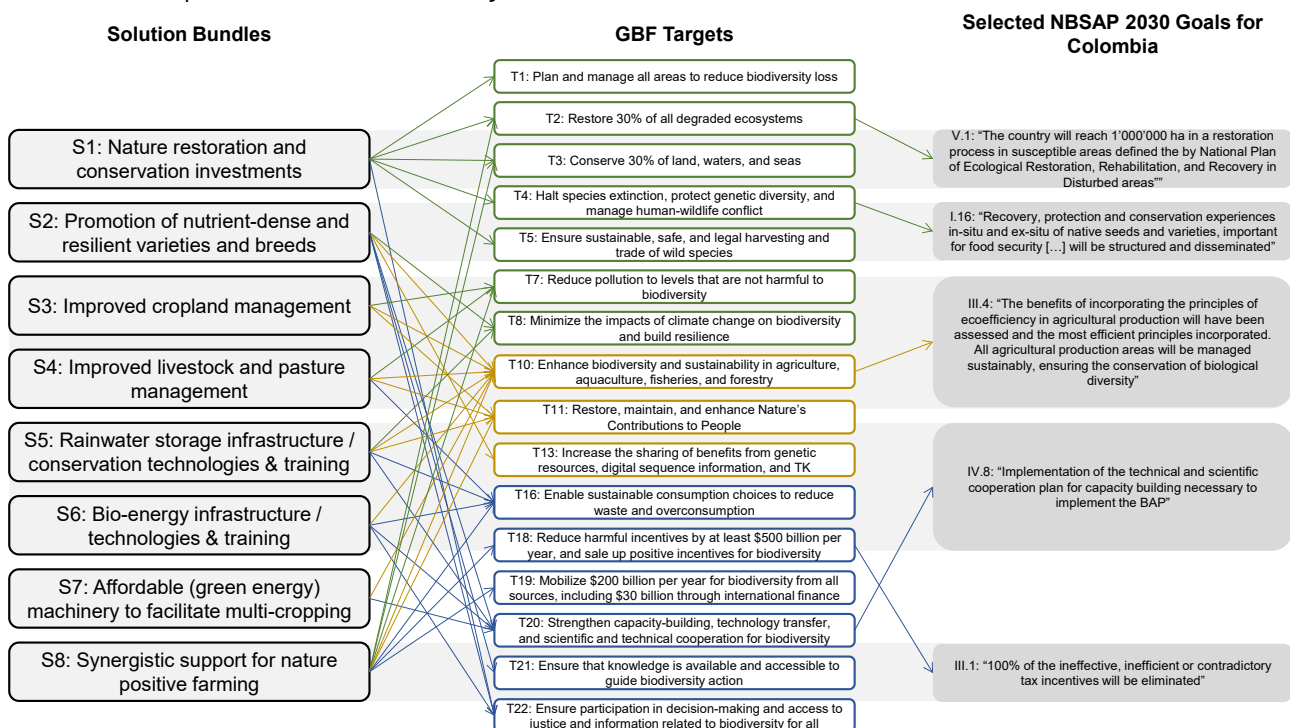 Solution Bundles
GBF Targets
Selected NBSAP 2030 Goals for
Colombia
S1: Nature restoration and
conservation investments
S2: Promotion of nutrient-dense and
resilient varieties and breeds
S3: Improved cropland management
S4: Improved livestock and pasture
management
S5: Rainwater storage infrastructure /
conservation technologies & training
S6: Bio-energy infrastructure /
technologies & training
S7: Affordable (green energy)
machinery to facilitate multi-cropping
S8: Synergistic support for nature
positive farming
T1: Plan and manage all areas to reduce biodiversity loss
T2: Restore 30% of all degraded ecosystems
T3: Conserve 30% of land, waters, and seas
T4: Halt species extinction, protect genetic diversity, and
manage human-wildlife conflict
T5: Ensure sustainable, safe, and legal harvesting and
trade of wild species
T7: Reduce pollution to levels that are not harmful to
biodiversity
T8: Minimize the impacts of climate change on biodiversity
and build resilience
T10: Enhance biodiversity and sustainability in agriculture,
aquaculture, fisheries, and forestry
T11: Restore, maintain, and enhance Nature's
Contributions to People
T13: Increase the sharing of benefits from genetic
resources, digital sequence information, and TK
T16: Enable sustainable consumption choices to reduce
waste and overconsumption
T18: Reduce harmful incentives by at least $500 billion per
year, and sale up positive incentives for biodiversity
T19: Mobilize $200 billion per year for biodiversity from all
sources, including $30 billion through international finance
T20: Strengthen capacity-building, technology transfer,
and scientific and technical cooperation for biodiversity
T21: Ensure that knowledge is available and accessible to
guide biodiversity action
T22: Ensure participation in decision-making and access to
justice and information related to biodiversity for all
V.1: “The country will reach 1’000’000 ha in a restoration
process in susceptible areas defined the by National Plan
of Ecological Restoration, Rehabilitation, and Recovery in
Disturbed areas””
I.16: “Recovery, protection and conservation experiences
in-situ and ex-situ of native seeds and varieties, important
for food security […] will be structured and disseminated”
III.4: “The benefits of incorporating the principles of
ecoefficiency in agricultural production will have been
assessed and the most efficient principles incorporated.
All agricultural production areas will be managed
sustainably, ensuring the conservation of biological
diversity”
IV.8: “Implementation of the technical and scientific
cooperation plan for capacity building necessary to
implement the BAP”
III.1: “100% of the ineffective, inefficient or contradictory
tax incentives will be eliminated”